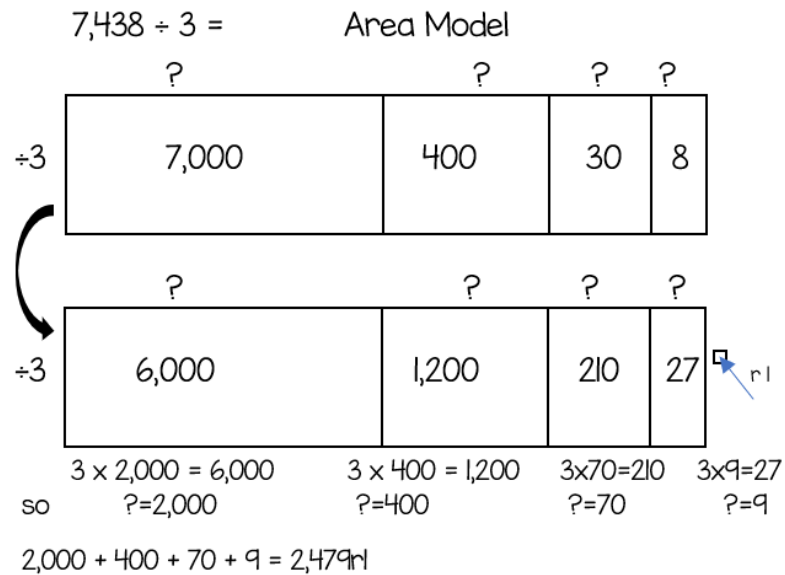 7,438 ÷ 3 = Area Model
? ? ? ?
÷3 7,000 400 30 8
? ? ? ?
÷3 6,000 1,200 210 27 r1
3 x 2,000 = 6,000 3 x 400 = 1,200 3x70=210 3x9=27
so ?=2,000 ?=400 ?=70 ?=9
2,000 + 400 + 70 + 9 = 2,479r1